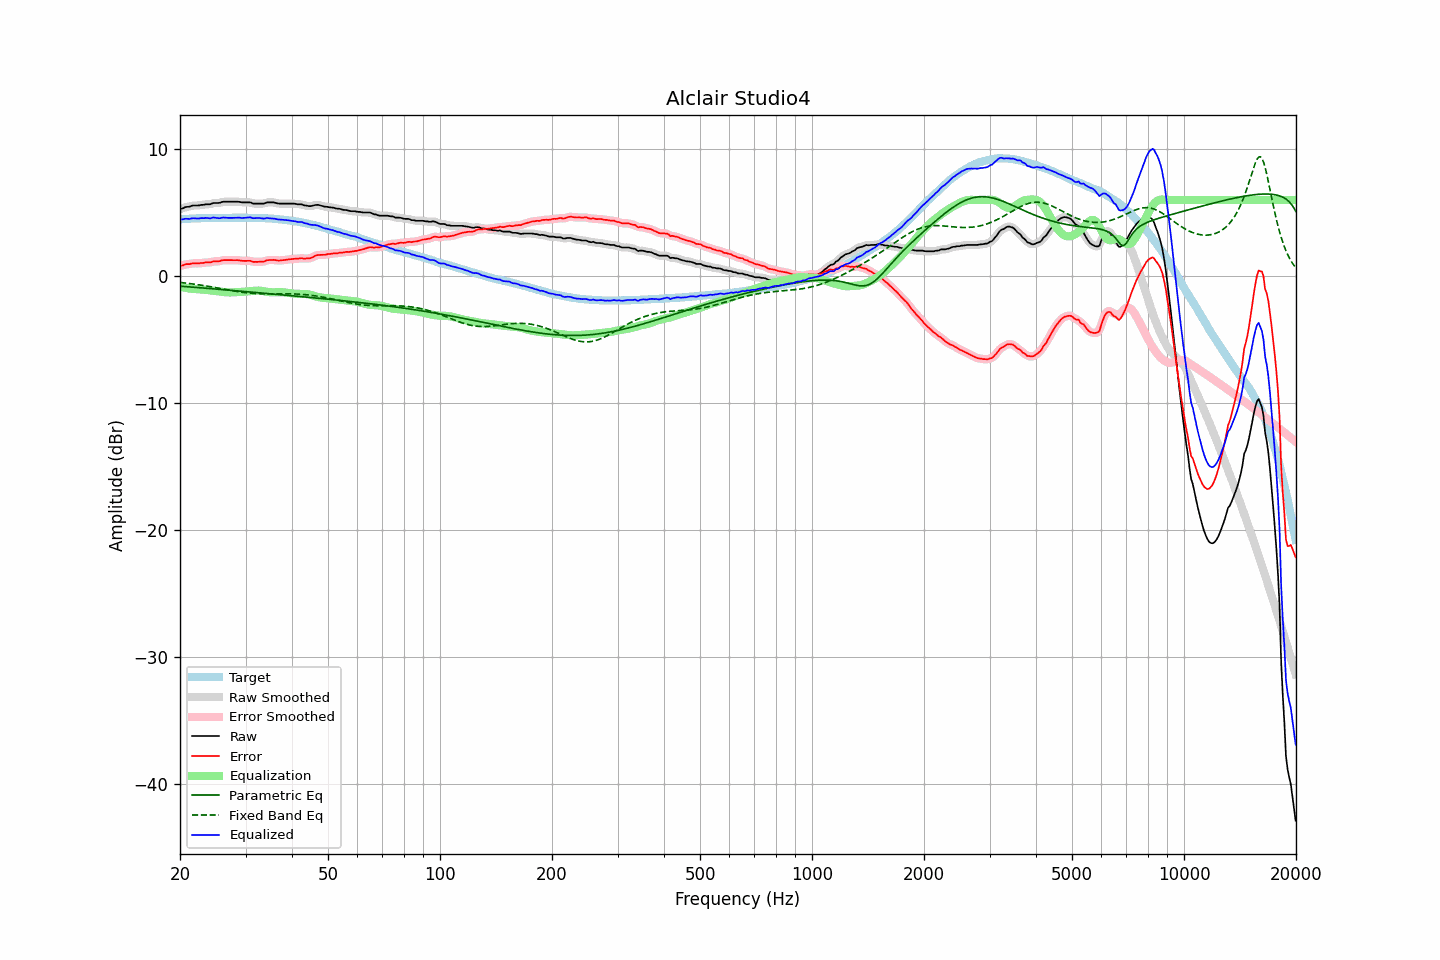 Alclair Studio4
10
0
−10
−20
−30
−40
Amplitude (dBr)
Target
Raw Smoothed
Error Smoothed
Raw
Error
Equalization
Parametric Eq
Fixed Band Eq
Equalized
20 50 100 200 500 1000 2000 5000 10000 20000
Frequency (Hz)